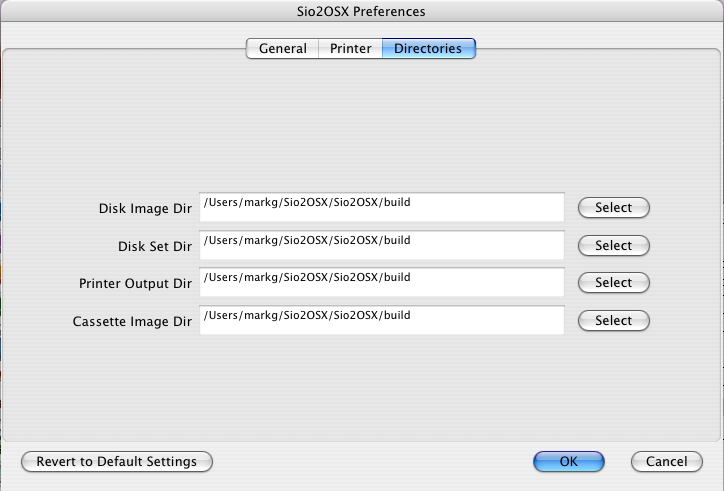 Sio2OSX Preferences
General Printer Directories
Disk Image Dir /Users/markg/Sio2OSX/Sio2OSX/build Select
Disk Set Dir /Users/markg/Sio2OSX/Sio2OSX/build Select
Printer Output Dir /Users/markg/Sio2OSX/Sio2OSX/build Select
Cassette Image Dir /Users/markg/Sio2OSX/Sio2OSX/build Select
Revert to Default Settings OK Cancel